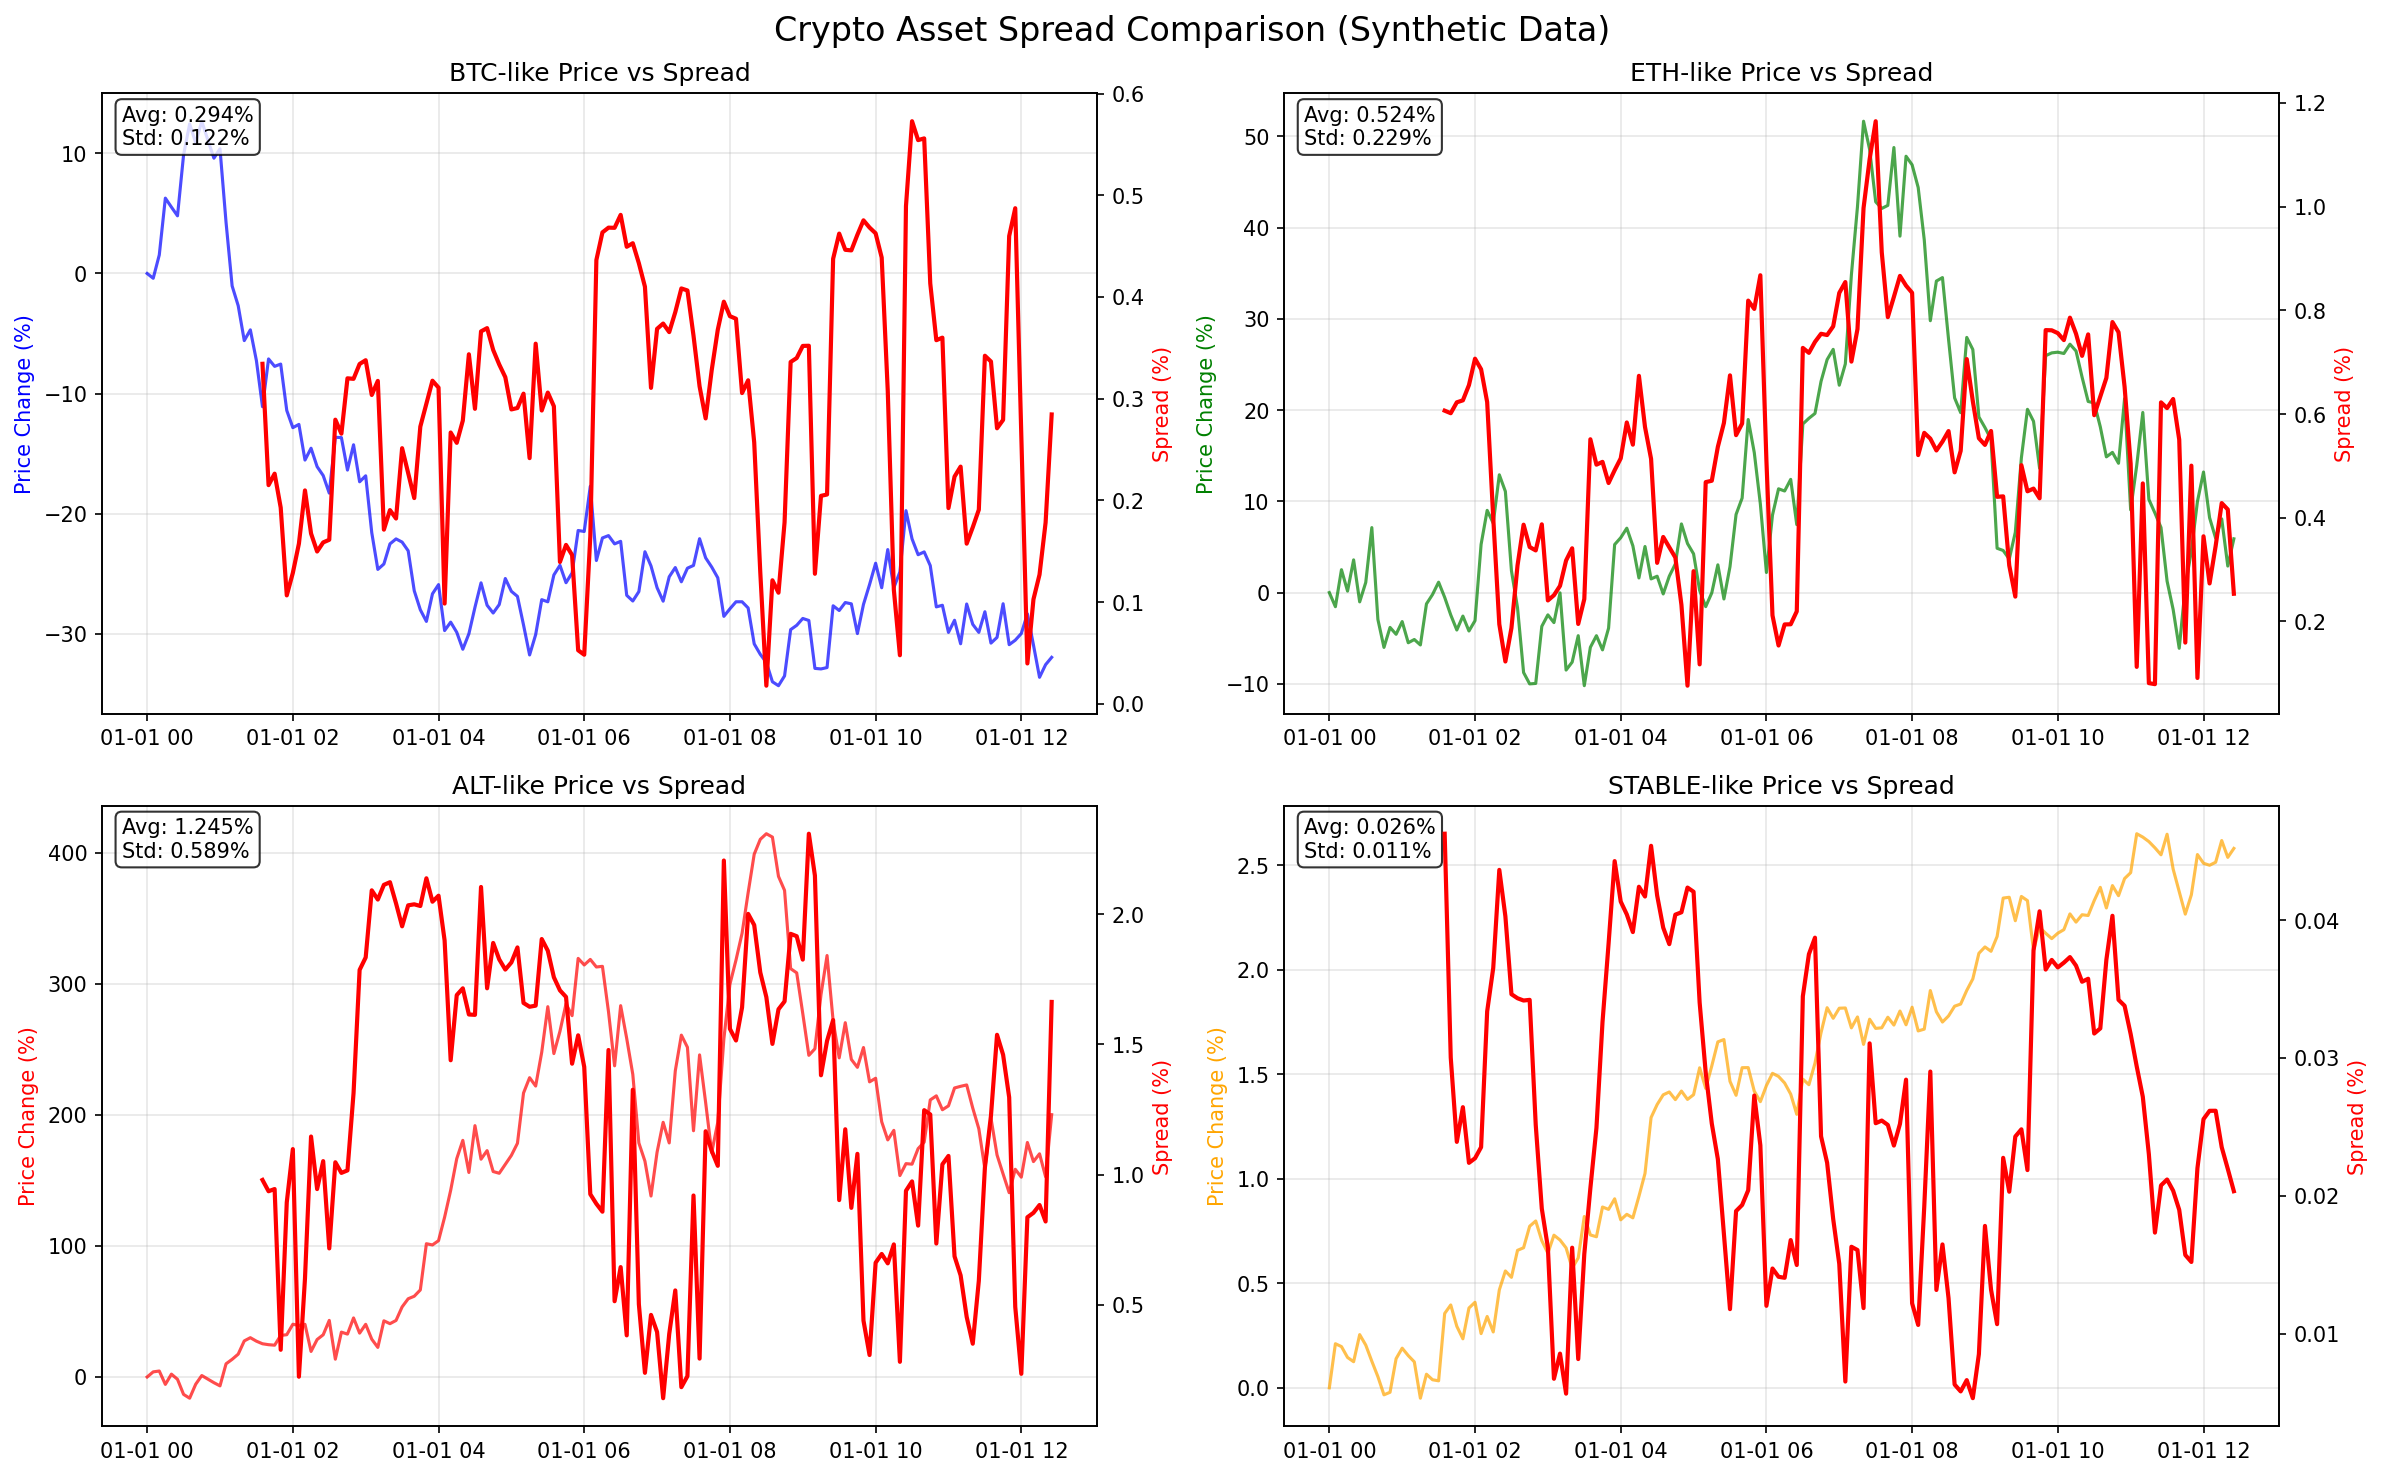 Crypto Asset Spread Comparison (Synthetic Data)
BTC-like Price vs Spread
Avg: 0.294%
Std: 0.122%
Price Change (%)
10
0
−10
−20
−30
0.6
0.5
0.4
0.3
0.2
0.1
0.0
Spread (%)
01-01 00 01-01 02 01-01 04 01-01 06 01-01 08 01-01 10 01-01 12
ETH-like Price vs Spread
Avg: 0.524%
Std: 0.229%
Price Change (%)
50
40
30
20
10
0
−10
1.2
1.0
0.8
0.6
0.4
0.2
Spread (%)
01-01 00 01-01 02 01-01 04 01-01 06 01-01 08 01-01 10 01-01 12
ALT-like Price vs Spread
Avg: 1.245%
Std: 0.589%
Price Change (%)
400
300
200
100
0
2.0
1.5
1.0
0.5
Spread (%)
01-01 00 01-01 02 01-01 04 01-01 06 01-01 08 01-01 10 01-01 12
STABLE-like Price vs Spread
Avg: 0.026%
Std: 0.011%
Price Change (%)
2.5
2.0
1.5
1.0
0.5
0.0
0.04
0.03
0.02
0.01
Spread (%)
01-01 00 01-01 02 01-01 04 01-01 06 01-01 08 01-01 10 01-01 12